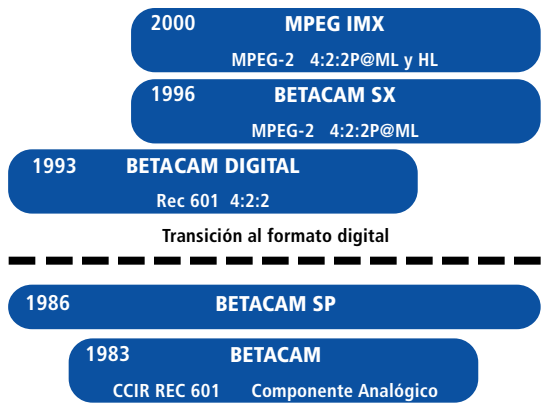 2000 MPEG IMX
MPEG-2 4:2:2P@ML y HL
1996 BETACAM SX
MPEG-2 4:2:2P@ML
1993 BETACAM DIGITAL
Rec 601 4:2:2
Transición al formato digital
1986 BETACAM SP
1983 BETACAM
CCIR REC 601 Componente Analógico